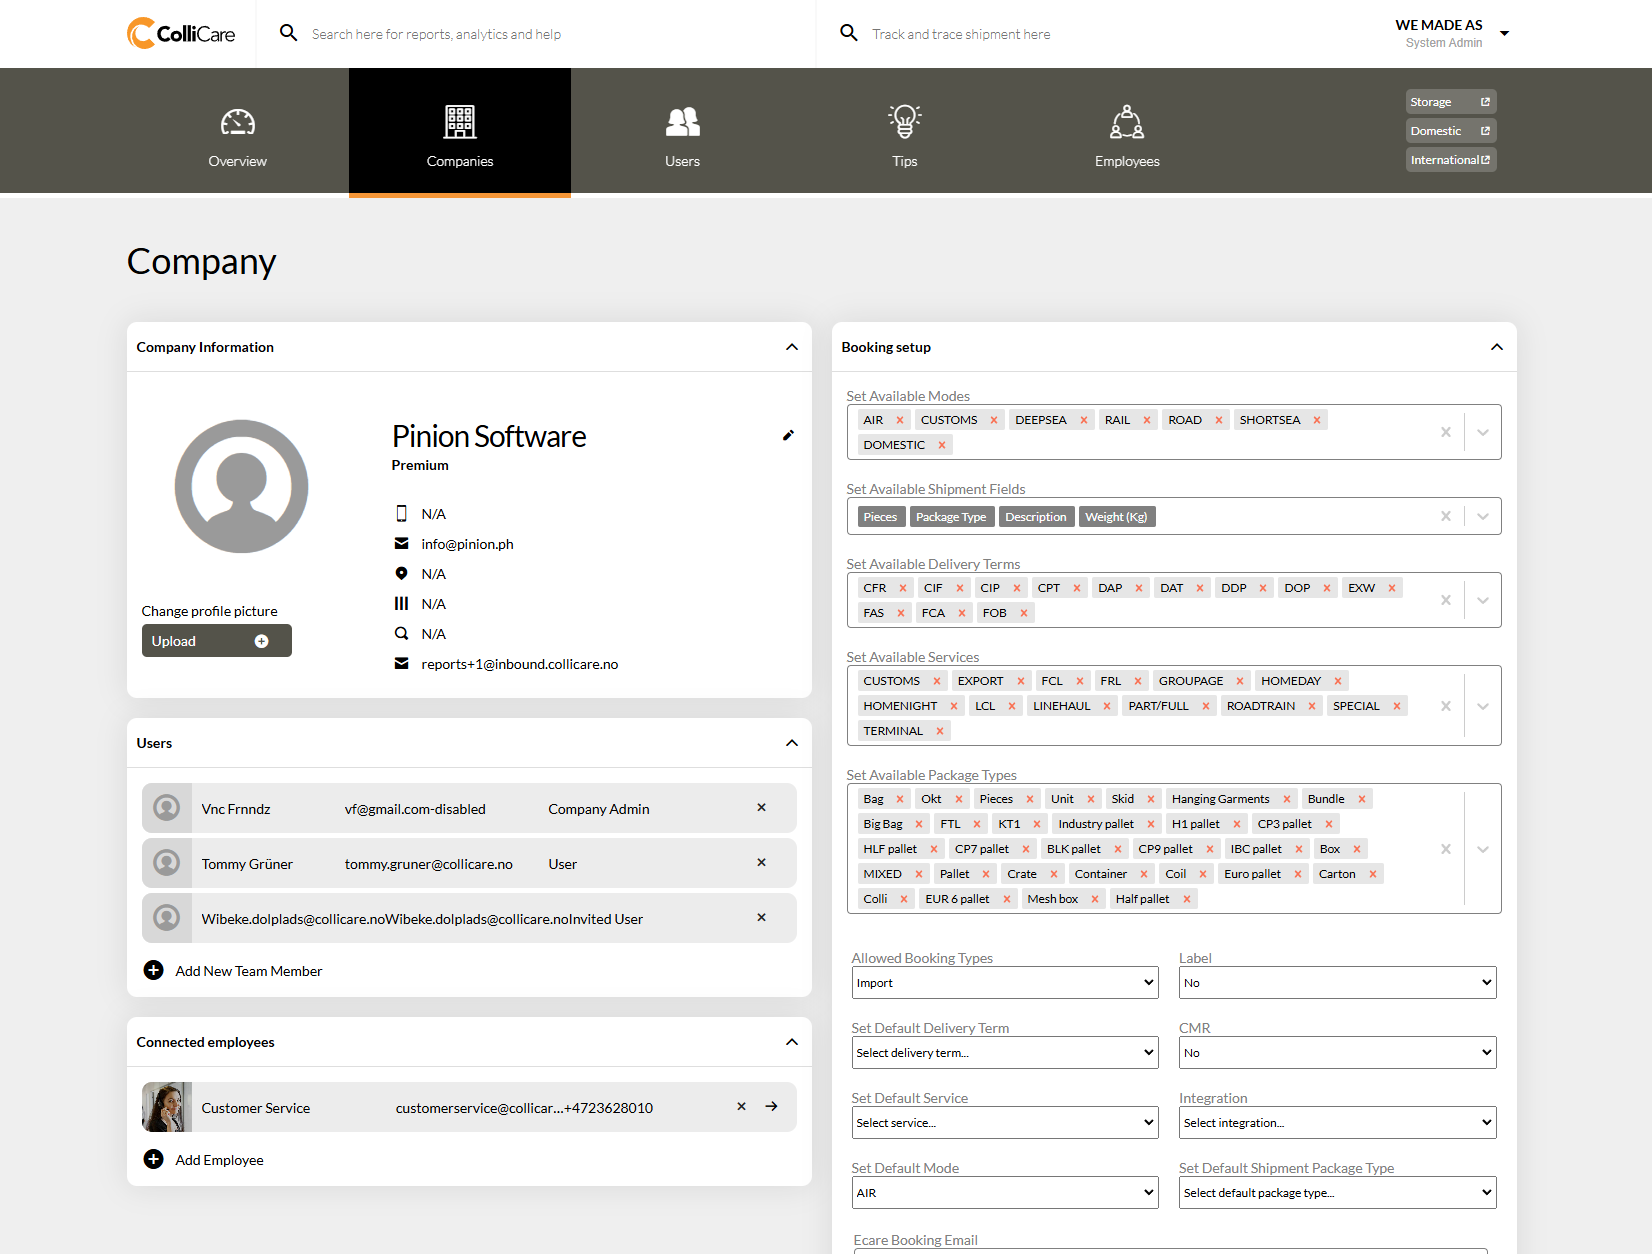 ColliCare
Search here for reports, analytics and help
Track and trace shipment here
WE MADE AS
System Admin
Overview
Companies
Users
Tips
Employees
Storage
Domestic
International
Company
Company Information
Pinion Software
Premium
N/A
info@pinion.ph
N/A
N/A
N/A
reports+1@inbound.collicare.no
Change profile picture
Upload
Users
Vnc Frnndz vf@gmail.com-disabled Company Admin
Tommy Grüner tommy.gruner@collicare.no User
Wibeke.dolplads@collicare.noWibeke.dolplads@collicare.noInvited User
Add New Team Member
Connected employees
Customer Service customerservice@collicar...+4723628010
Add Employee
Booking setup
Set Available Modes
AIR CUSTOMS DEEPSEA RAIL ROAD SHORTSEA
DOMESTIC
Set Available Shipment Fields
Pieces Package Type Description Weight (Kg)
Set Available Delivery Terms
CFR CIF CIP CPT DAP DAT DDP DOP EXW
FAS FCA FOB
Set Available Services
CUSTOMS EXPORT FCL FRL GROUPAGE HOMEDAY
HOMENIGHT LCL LINEHAUL PART/FULL ROADTRAIN SPECIAL
TERMINAL
Set Available Package Types
Bag Okt Pieces Unit Skid Hanging Garments Bundle
Big Bag FTL KT1 Industry pallet H1 pallet CP3 pallet
HLF pallet CP7 pallet BLK pallet CP9 pallet IBC pallet Box
MIXED Pallet Crate Container Coil Euro pallet Carton
Colli EUR 6 pallet Mesh box Half pallet
Allowed Booking Types Label
Import No
Set Default Delivery Term CMR
Select delivery term... No
Set Default Service Integration
Select service... Select integration...
Set Default Mode Set Default Shipment Package Type
AIR Select default package type...
Ecare Booking Email